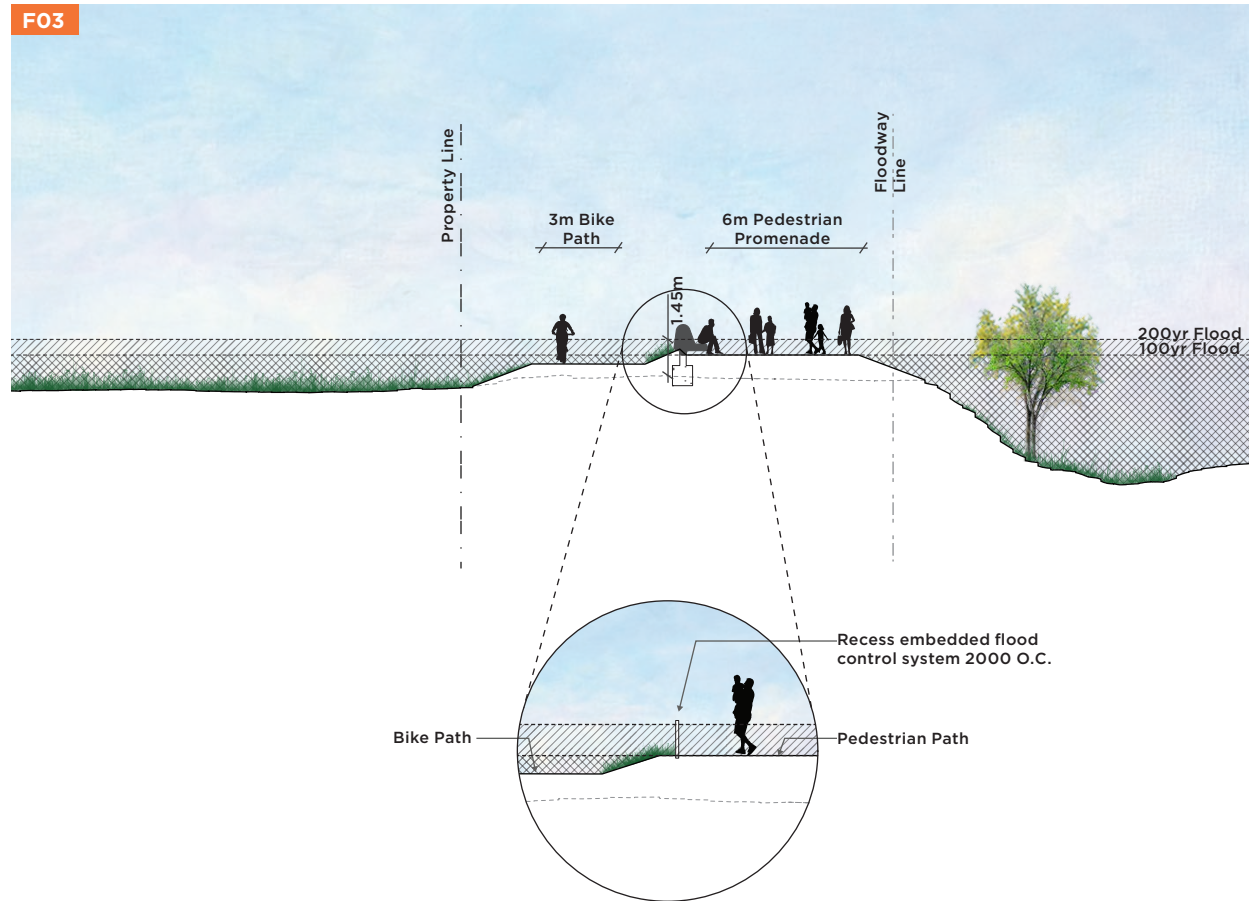 F03
Property Line
3m Bike
Path
6m Pedestrian
Promenade
Floodway
Line
1.45m
200yr Flood
100yr Flood
Recess embedded flood
control system 2000 O.C.
Bike Path
Pedestrian Path